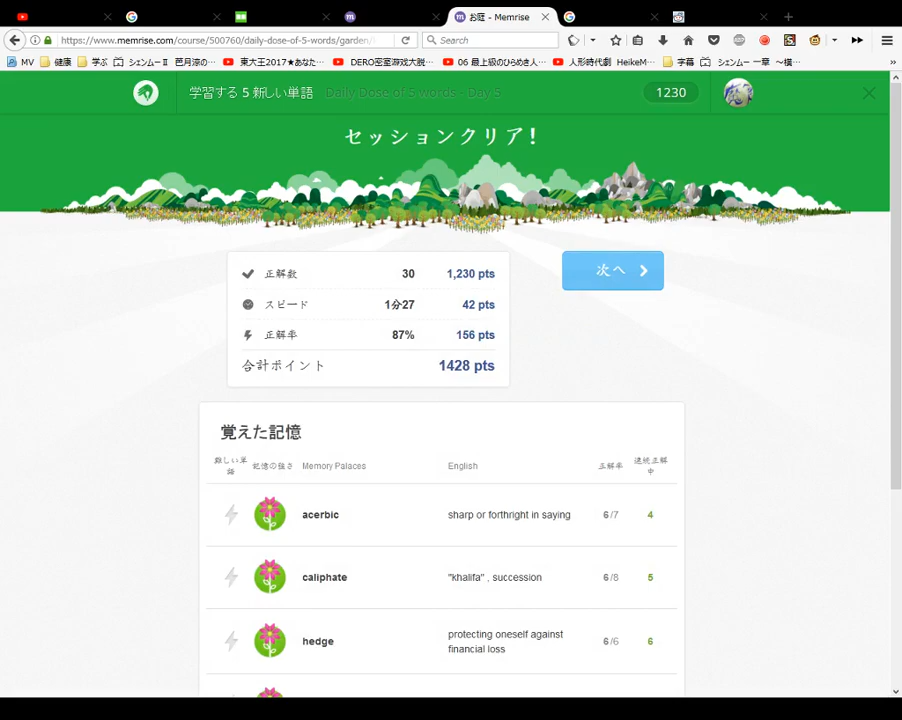 お庭 - Memrise
https://www.memrise.com/course/500760/daily-dose-of-5-words/garden/
Search
MV
健康
学ぶ
シェンムーⅡ 芭月涼の…
東大王2017★あなた…
DERO密室游戏大脱…
06 最上級のひらめき人…
人形時代劇 HeikeM…
字幕
シェンムー 一章 ～横…
学習する 5 新しい単語
Daily Dose of 5 words - Day 5
1230
セッションクリア!
正解数 30 1,230 pts
次へ
スピード 1分27 42 pts
正解率 87% 156 pts
合計ポイント 1428 pts
覚えた記憶
難しい単語 記憶の強さ Memory Palaces English 正解率 連続正解中
acerbic sharp or forthright in saying 6/7 4
caliphate "khalifa" , succession 6/8 5
hedge protecting oneself against financial loss 6/6 6